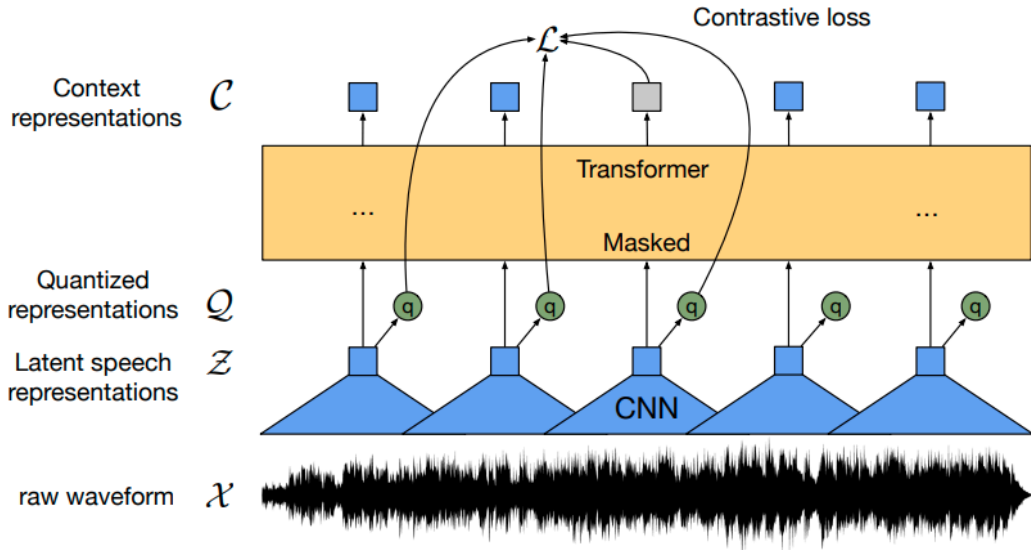 Contrastive loss
ℒ
Context
representations 𝒞
Transformer
... ...
Masked
Quantized
representations 𝒬
q q q q q
Latent speech
representations 𝒵
CNN
raw waveform 𝒳